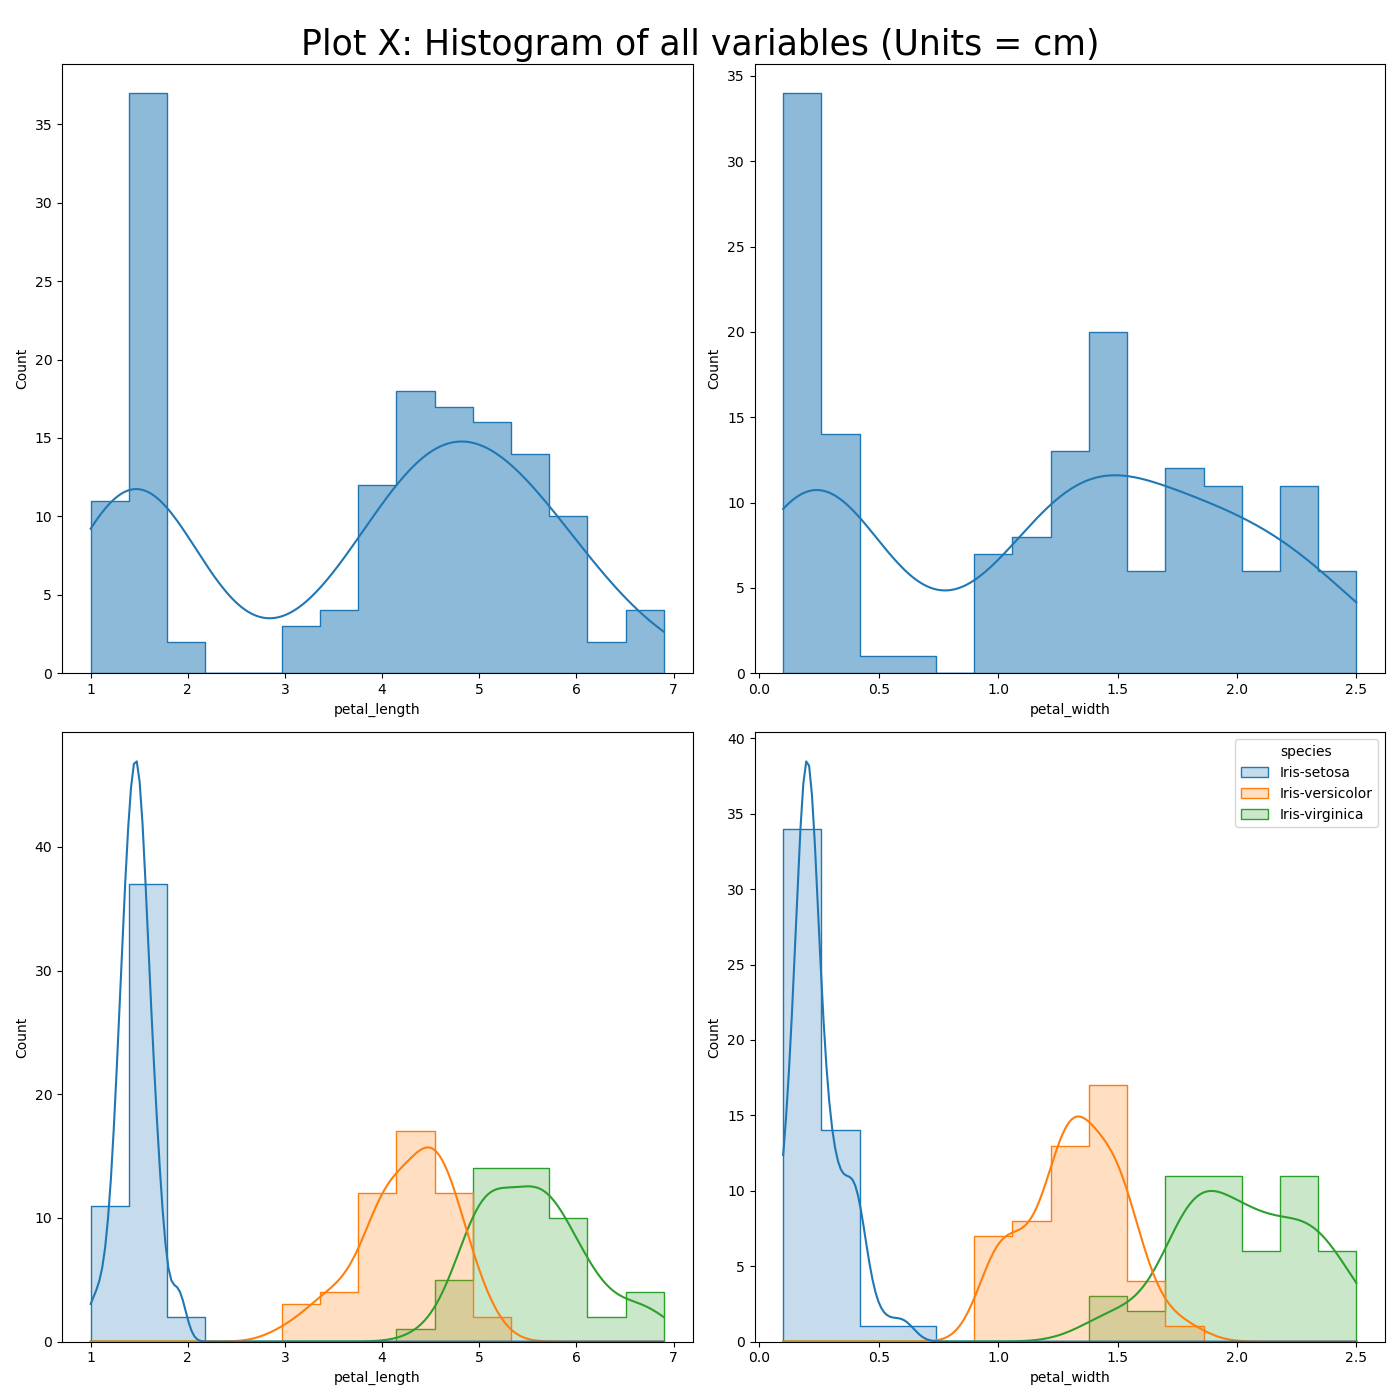 Plot X: Histogram of all variables (Units = cm)
Count
35
30
25
20
15
10
5
0
1 2 3 4 5 6 7
petal_length
Count
35
30
25
20
15
10
5
0
0.0 0.5 1.0 1.5 2.0 2.5
petal_width
Count
40
30
20
10
0
1 2 3 4 5 6 7
petal_length
Count
40
35
30
25
20
15
10
5
0
0.0 0.5 1.0 1.5 2.0 2.5
petal_width
species
Iris-setosa
Iris-versicolor
Iris-virginica